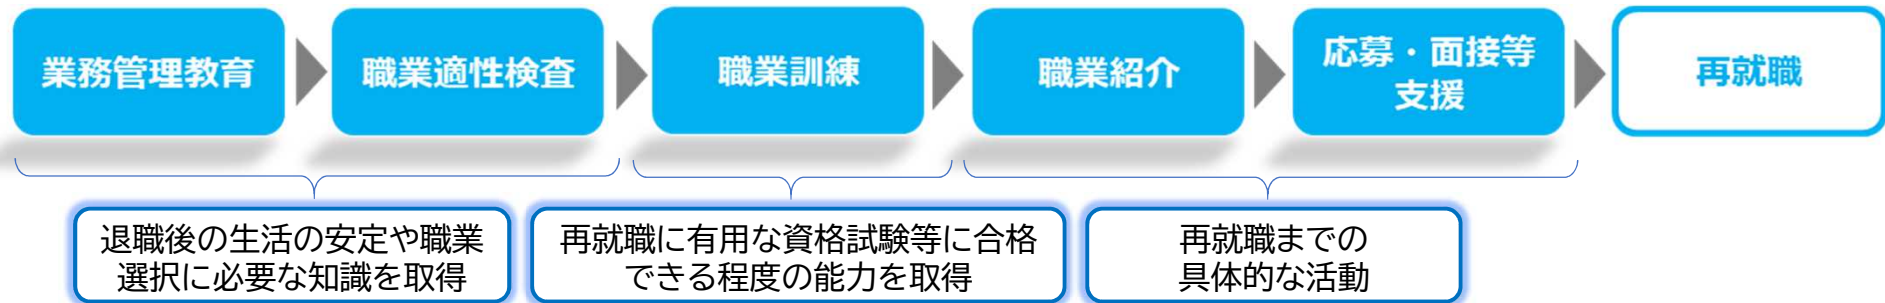 業務管理教育
職業適性検査
職業訓練
職業紹介
応募・面接等
支援
再就職
退職後の生活の安定や職業
選択に必要な知識を取得
再就職に有用な資格試験等に合格
できる程度の能力を取得
再就職までの
具体的な活動